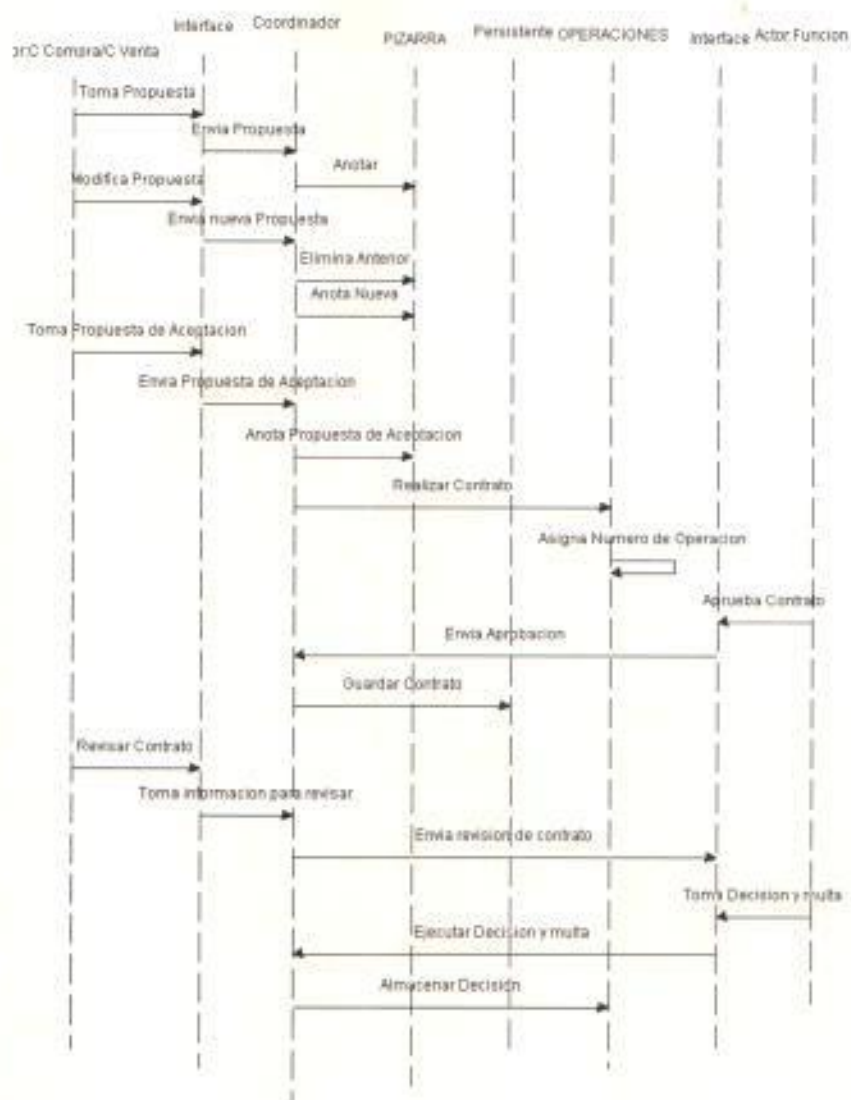 Interface
Coordinador
PIZARRA
Persistente
OPERACIONES
Interface
Actor Funcion
or:C Compra/C Venta
Toma Propuesta
Envia Propuesta
Anotar
Modifica Propuesta
Envia nueva Propuesta
Elimina Anterior
Anota Nueva
Toma Propuesta de Aceptacion
Envia Propuesta de Aceptacion
Anota Propuesta de Aceptacion
Realizar Contrato
Asigna Numero de Operacion
Aprueba Contrato
Envia Aprobacion
Guardar Contrato
Revisar Contrato
Toma informacion para revisar
Envia revision de contrato
Toma Decision y multa
Ejecutar Decision y multa
Almacenar Decisión